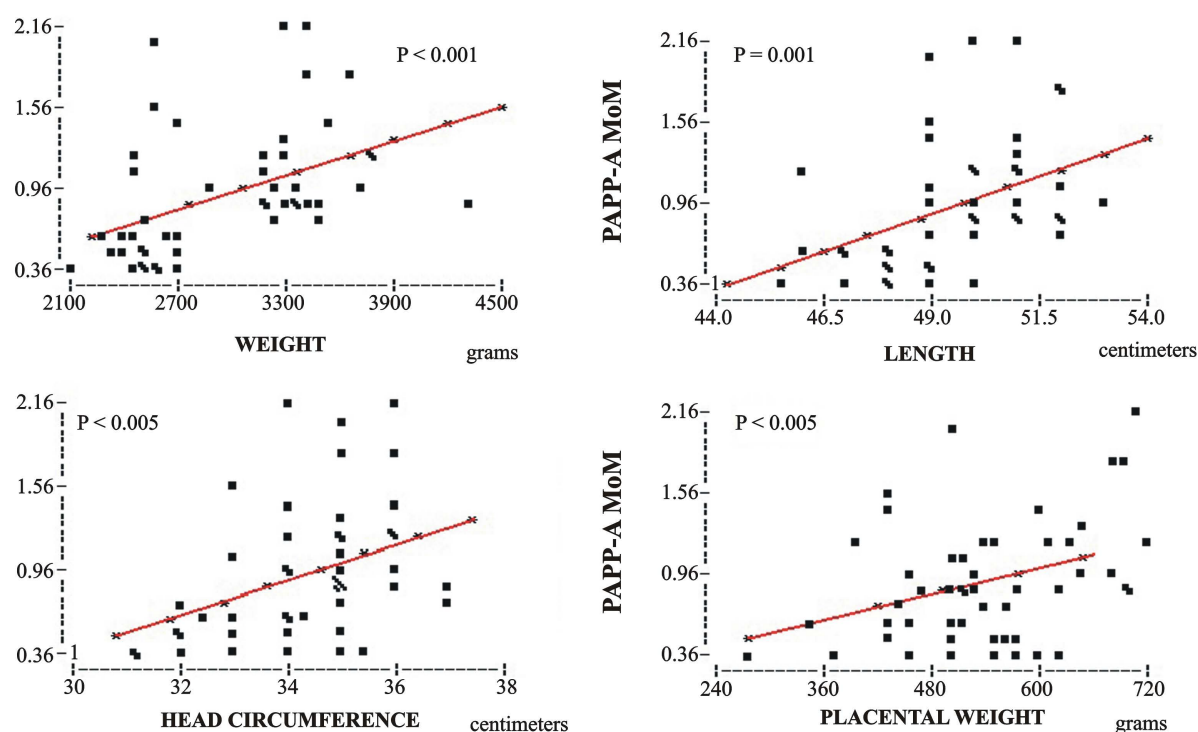 2.16
1.56
0.96
0.36
P < 0.001
2100 2700 3300 3900 4500
WEIGHT
grams
PAPP-A MoM
2.16
1.56
0.96
0.36 1
P = 0.001
44.0 46.5 49.0 51.5 54.0
LENGTH
centimeters
2.16
1.56
0.96
0.36 1
P < 0.005
30 32 34 36 38
HEAD CIRCUMFERENCE
centimeters
PAPP-A MoM
2.16
1.56
0.96
0.36
P < 0.005
240 360 480 600 720
PLACENTAL WEIGHT
grams